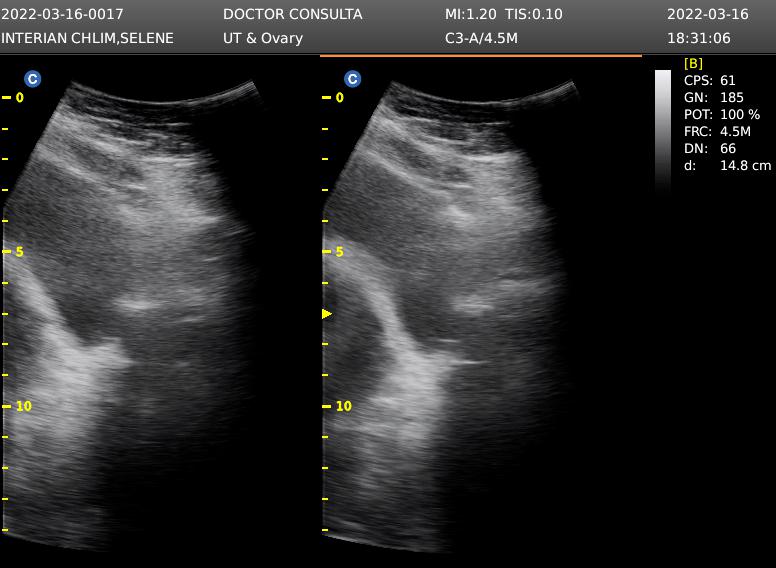 2022-03-16-0017 DOCTOR CONSULTA MI:1.20 TIS:0.10 2022-03-16
INTERIAN CHLIM,SELENE UT & Ovary C3-A/4.5M 18:31:06
[B]
CPS: 61
GN: 185
POT: 100 %
FRC: 4.5M
DN: 66
d: 14.8 cm
C
0
5
10
C
0
5
10